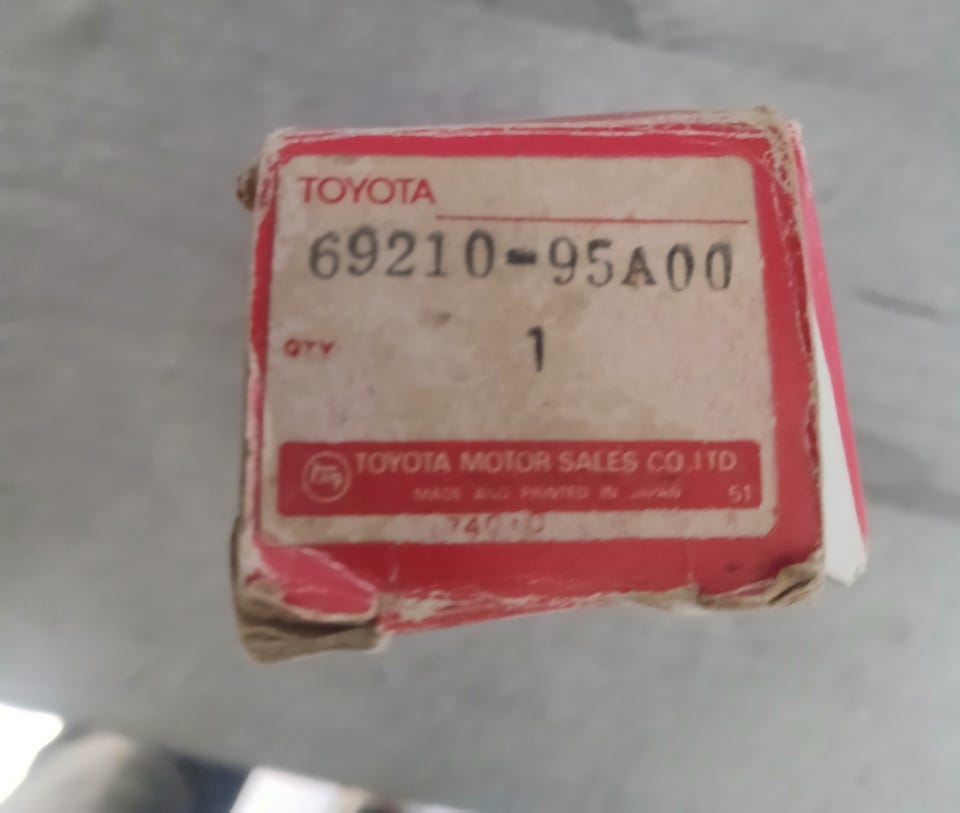 TOYOTA
69210-95A00
QTY 1
TOYOTA MOTOR SALES CO.,LTD
MADE AND PRINTED IN JAPAN 51